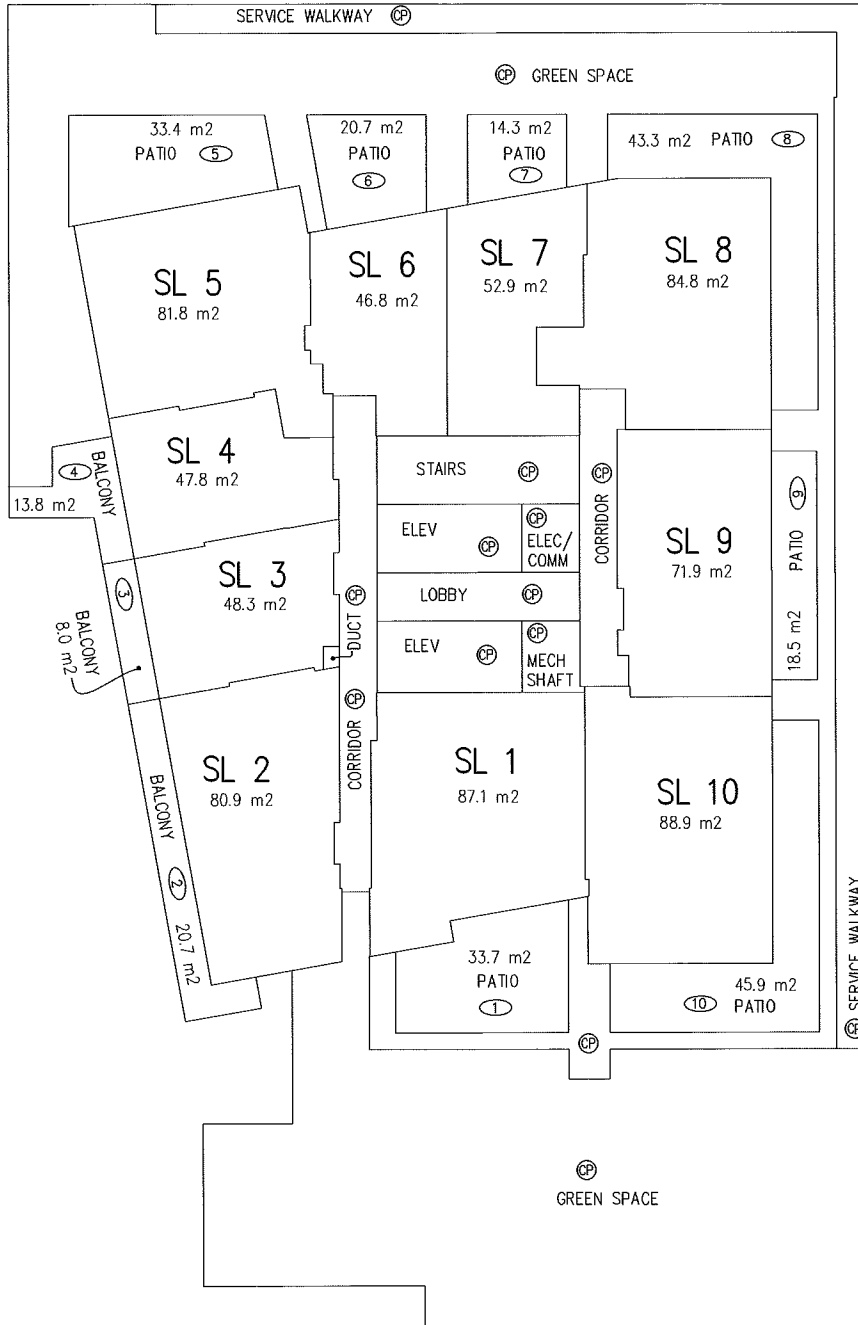 SERVICE WALKWAY CP
CP GREEN SPACE
33.4 m2
PATIO 5
20.7 m2
PATIO
6
14.3 m2
PATIO
7
43.3 m2 PATIO 8
SL 5
81.8 m2
SL 6
46.8 m2
SL 7
52.9 m2
SL 8
84.8 m2
4
BALCONY
13.8 m2
SL 4
47.8 m2
STAIRS CP
CP
CORRIDOR
ELEV
CP
CP
ELEC/
COMM
SL 9
71.9 m2
9
PATIO
18.5 m2
3
BALCONY
8.0 m2
SL 3
48.3 m2
CP
DUCT
LOBBY CP
ELEV
CP
CP
MECH
SHAFT
CP
CORRIDOR
SL 2
80.9 m2
BALCONY
2
20.7 m2
SL 1
87.1 m2
SL 10
88.9 m2
33.7 m2
PATIO
1
45.9 m2
10 PATIO
SERVICE WALKWAY
CP
CP
CP
GREEN SPACE